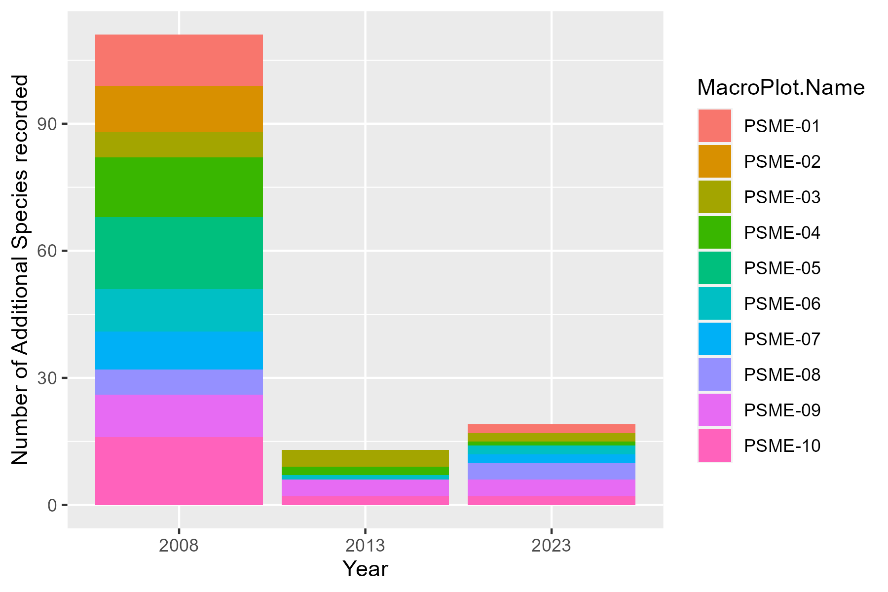 Number of Additional Species recorded
90
60
30
0
2008
2013
2023
Year
MacroPlot.Name
PSME-01
PSME-02
PSME-03
PSME-04
PSME-05
PSME-06
PSME-07
PSME-08
PSME-09
PSME-10